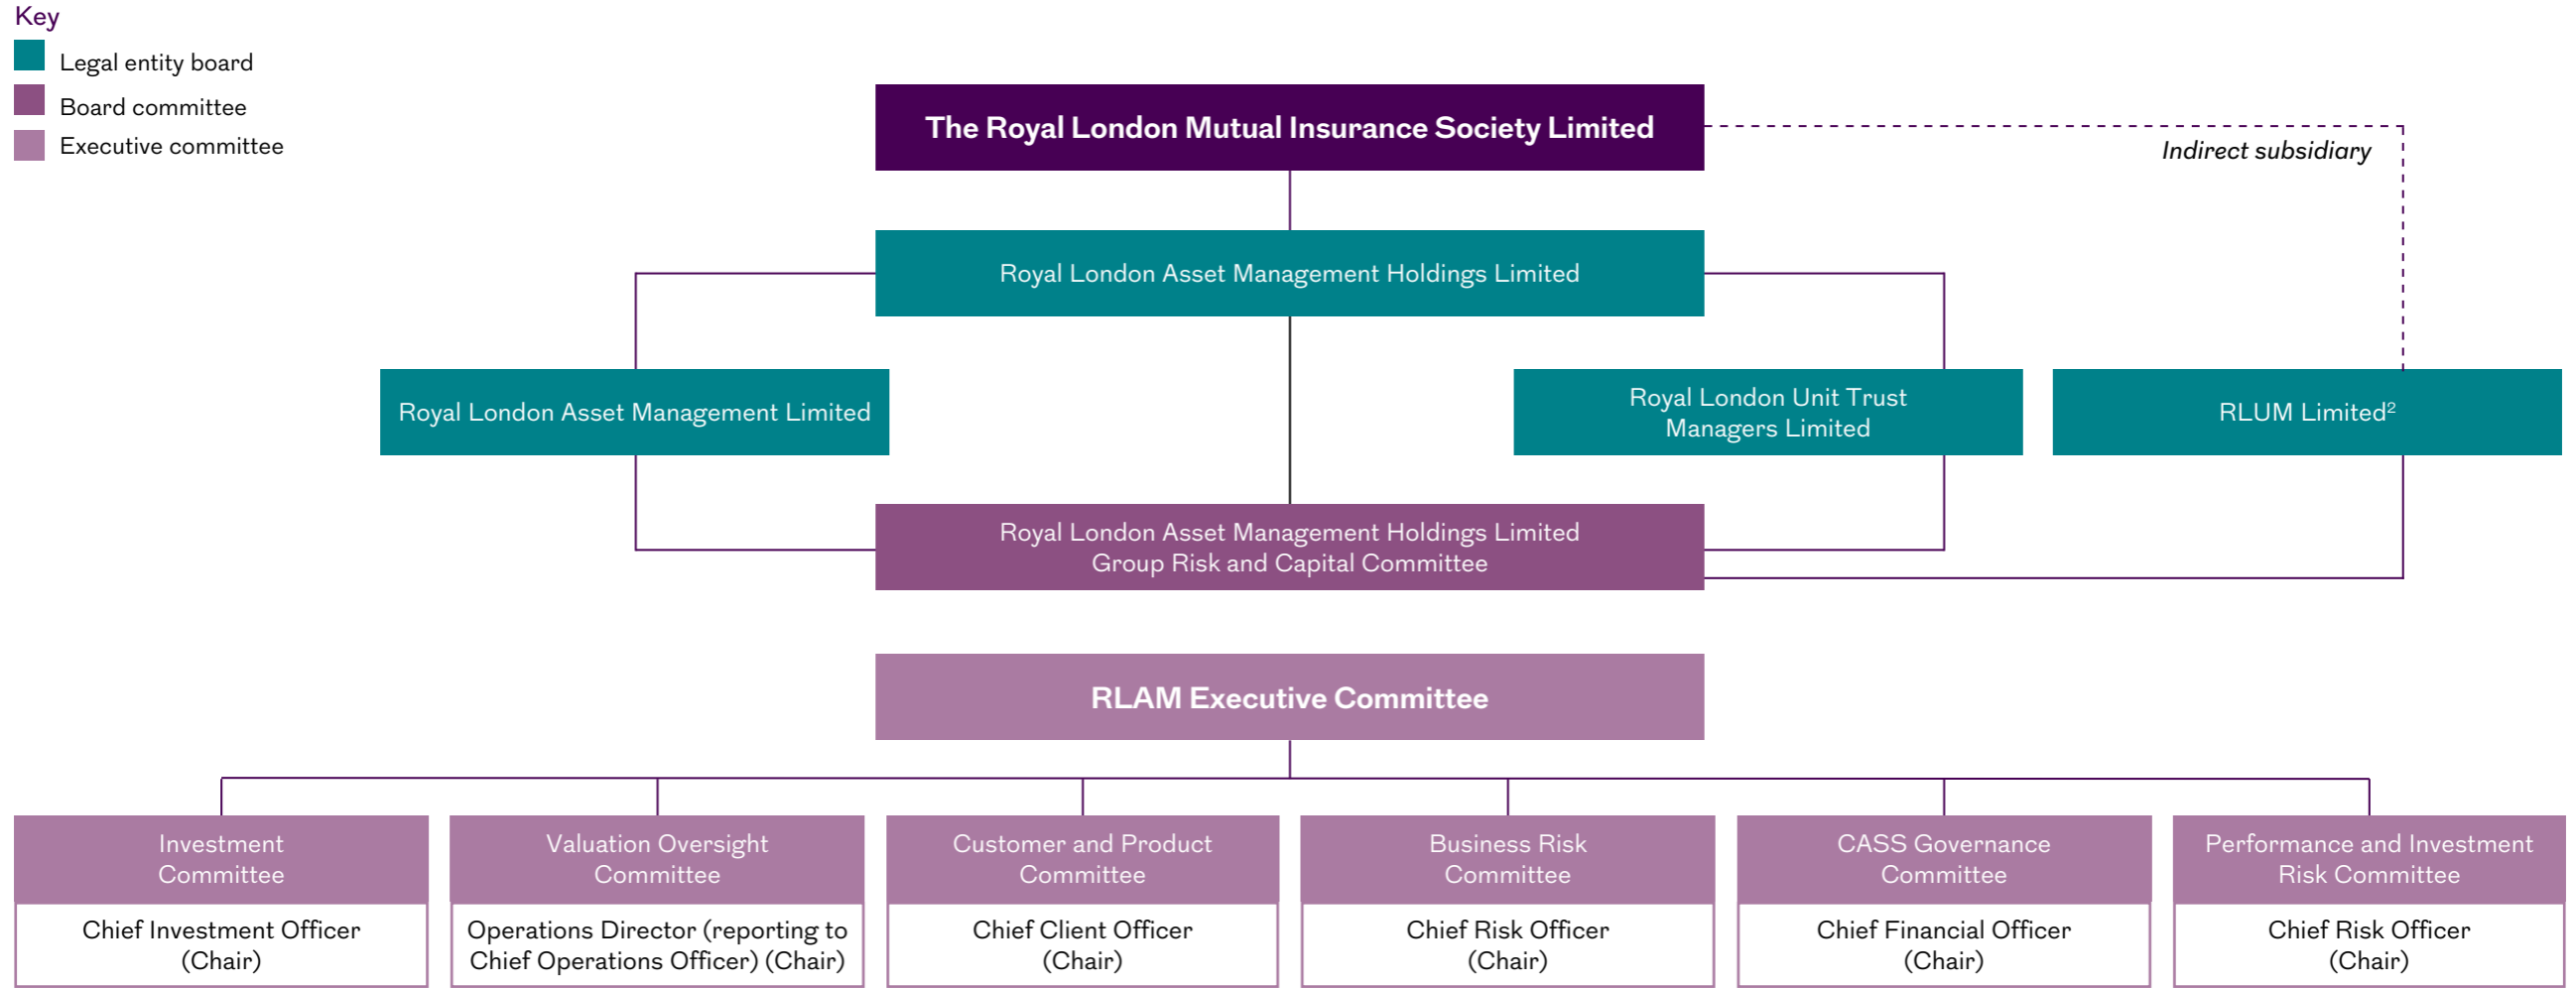 Key
Legal entity board
Board committee
Executive committee
The Royal London Mutual Insurance Society Limited
Indirect subsidiary
Royal London Asset Management Holdings Limited
Royal London Asset Management Limited
Royal London Unit Trust
Managers Limited
RLUM Limited²
Royal London Asset Management Holdings Limited
Group Risk and Capital Committee
RLAM Executive Committee
Investment
Committee
Chief Investment Officer
(Chair)
Valuation Oversight
Committee
Operations Director (reporting to
Chief Operations Officer) (Chair)
Customer and Product
Committee
Chief Client Officer
(Chair)
Business Risk
Committee
Chief Risk Officer
(Chair)
CASS Governance
Committee
Chief Financial Officer
(Chair)
Performance and Investment
Risk Committee
Chief Risk Officer
(Chair)